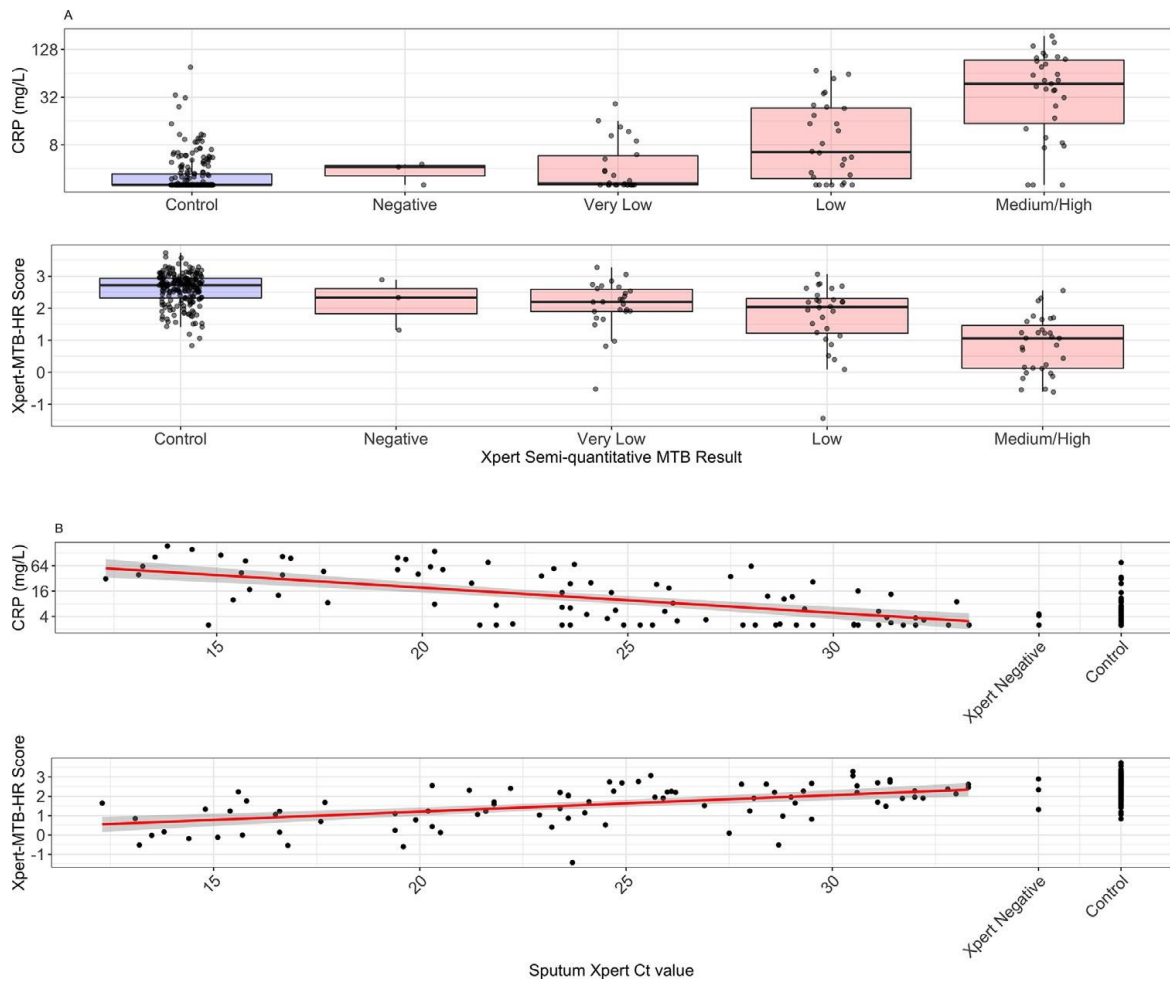 A
CRP (mg/L)
128
32
8
Control Negative Very Low Low Medium/High
Xpert-MTB-HR Score
3
2
1
0
-1
Control Negative Very Low Low Medium/High
Xpert Semi-quantitative MTB Result
B
CRP (mg/L)
64
16
4
15 20 25 30 Xpert Negative Control
Xpert-MTB-HR Score
3
2
1
0
-1
15 20 25 30 Xpert Negative Control
Sputum Xpert Ct value